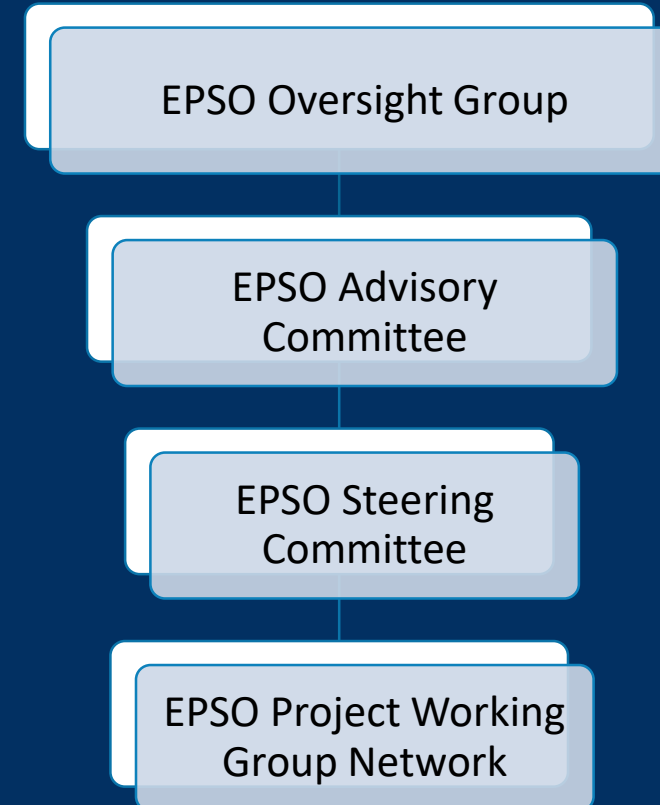 EPSO Oversight Group
EPSO Advisory
Committee
EPSO Steering
Committee
EPSO Project Working
Group Network